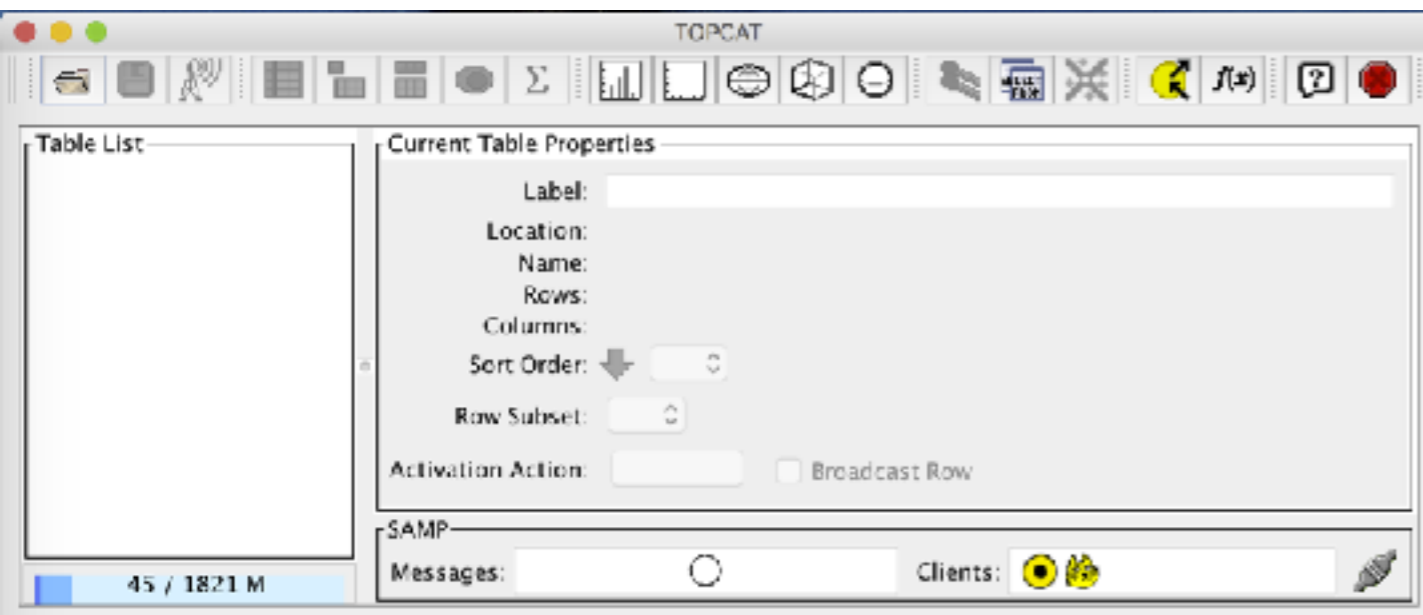 TOPCAT
Σ
f(x)
?
Table List
Current Table Properties
Label:
Location:
Name:
Rows:
Columns:
Sort Order:
Row Subset:
Activation Action:
Broadcast Row
SAMP
Messages:
Clients:
45 / 1821 M